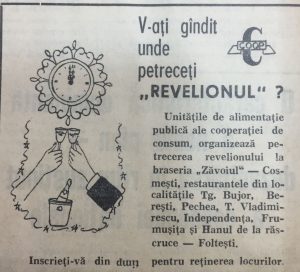 V-ați gîndit
unde
petreceți
„REVELIONUL“ ?
COOP
Unitățile de alimentație
publică ale cooperației de
consum, organizează pe-
trecerea revelionului la
braseria „Zăvoiul“ — Cos-
mești, restaurantele din lo-
calitățile Tg. Bujor, Be-
rești, Pechea, T. Vladimi-
rescu, Independența, Fru-
mușița și Hanul de la răs-
cruce — Foltești.
Inscrieți-vă din pentru reținerea locurilor.